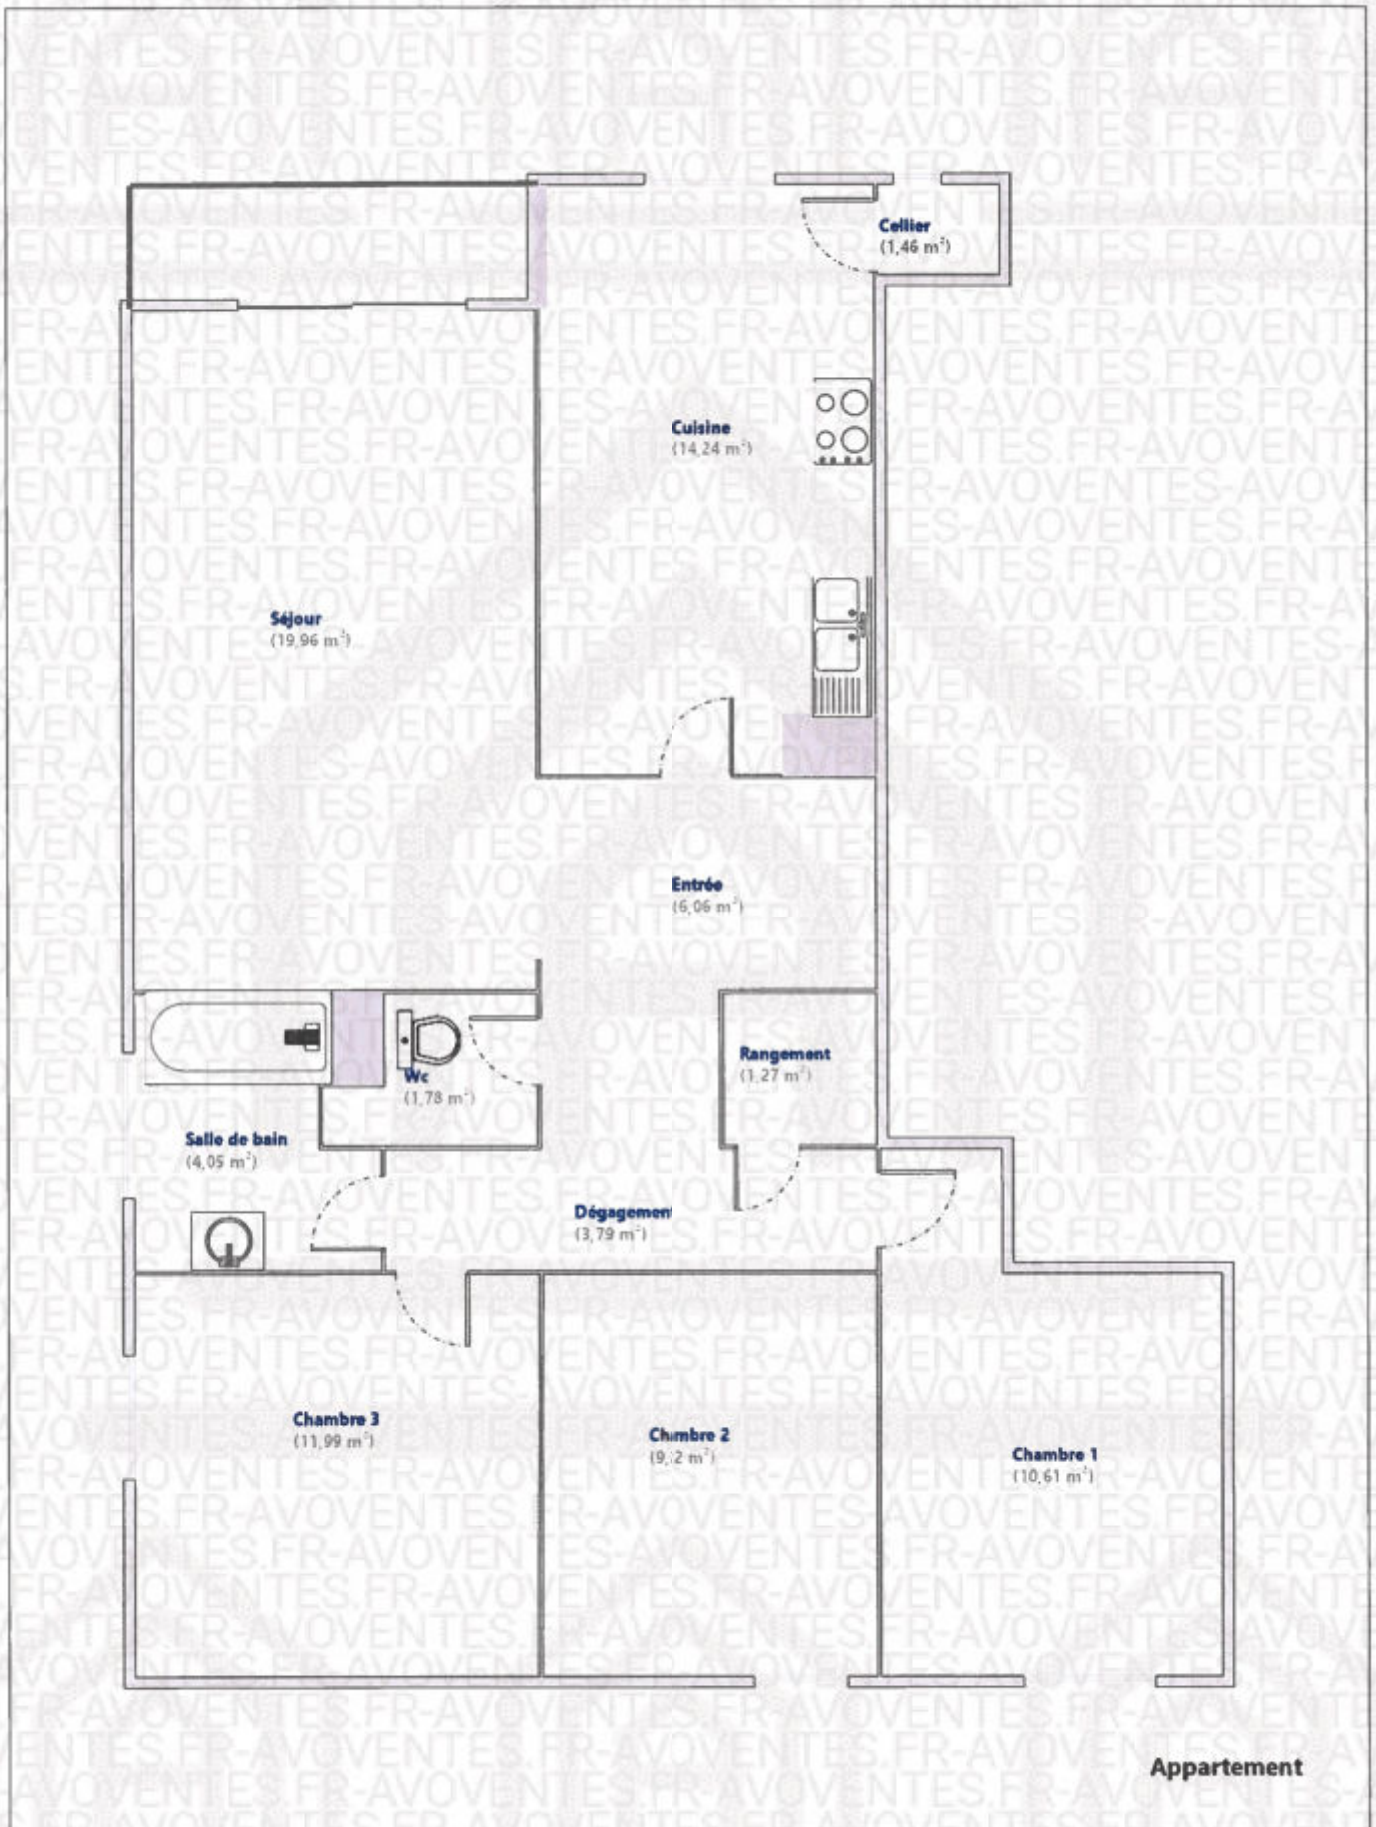 Cellier
(1,46 m²)
Cuisine
(14,24 m²)
Séjour
(19,96 m²)
Entrée
(6,06 m²)
Rangement
(1,27 m²)
Wc
(1,78 m²)
Salle de bain
(4,05 m²)
Dégagement
(3,79 m²)
Chambre 3
(11,99 m²)
Chambre 2
Chambre 1
(10,61 m²)
Appartement